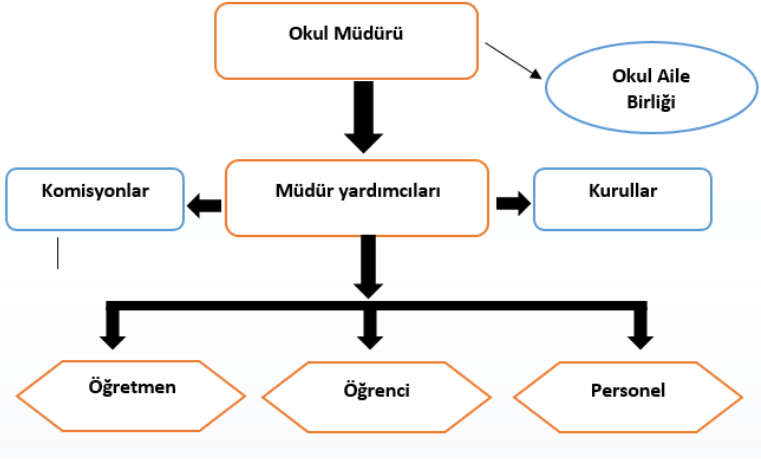 Okul Müdürü
Okul Aile
Birliği
Komisyonlar
Müdür yardımcıları
Kurullar
Öğretmen
Öğrenci
Personel